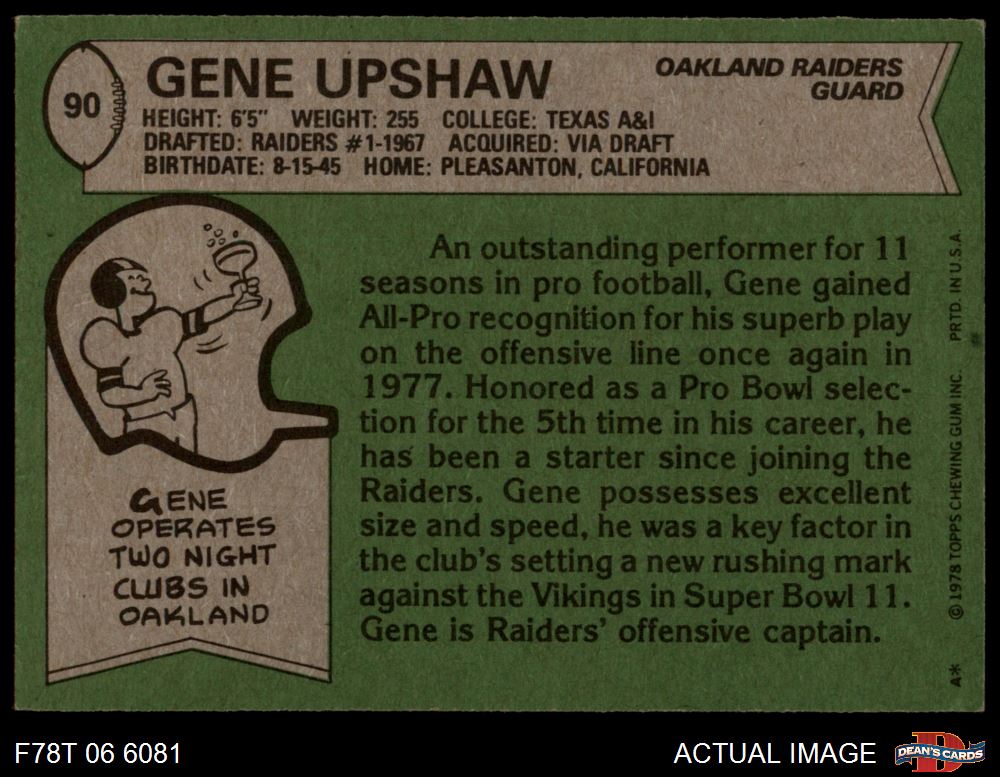 90
GENE UPSHAW
OAKLAND RAIDERS
GUARD
HEIGHT: 6'5" WEIGHT: 255 COLLEGE: TEXAS A&I
DRAFTED: RAIDERS #1-1967 ACQUIRED: VIA DRAFT
BIRTHDATE: 8-15-45 HOME: PLEASANTON, CALIFORNIA
GENE
OPERATES
TWO NIGHT
CLUBS IN
OAKLAND
An outstanding performer for 11
seasons in pro football, Gene gained
All-Pro recognition for his superb play
on the offensive line once again in
1977. Honored as a Pro Bowl selec-
tion for the 5th time in his career, he
has been a starter since joining the
Raiders. Gene possesses excellent
size and speed, he was a key factor in
the club's setting a new rushing mark
against the Vikings in Super Bowl 11.
Gene is Raiders' offensive captain.
A* © 1978 TOPPS CHEWING GUM INC. PRTD. IN U.S.A.
F78T 06 6081
ACTUAL IMAGE
D
DEAN'S CARDS